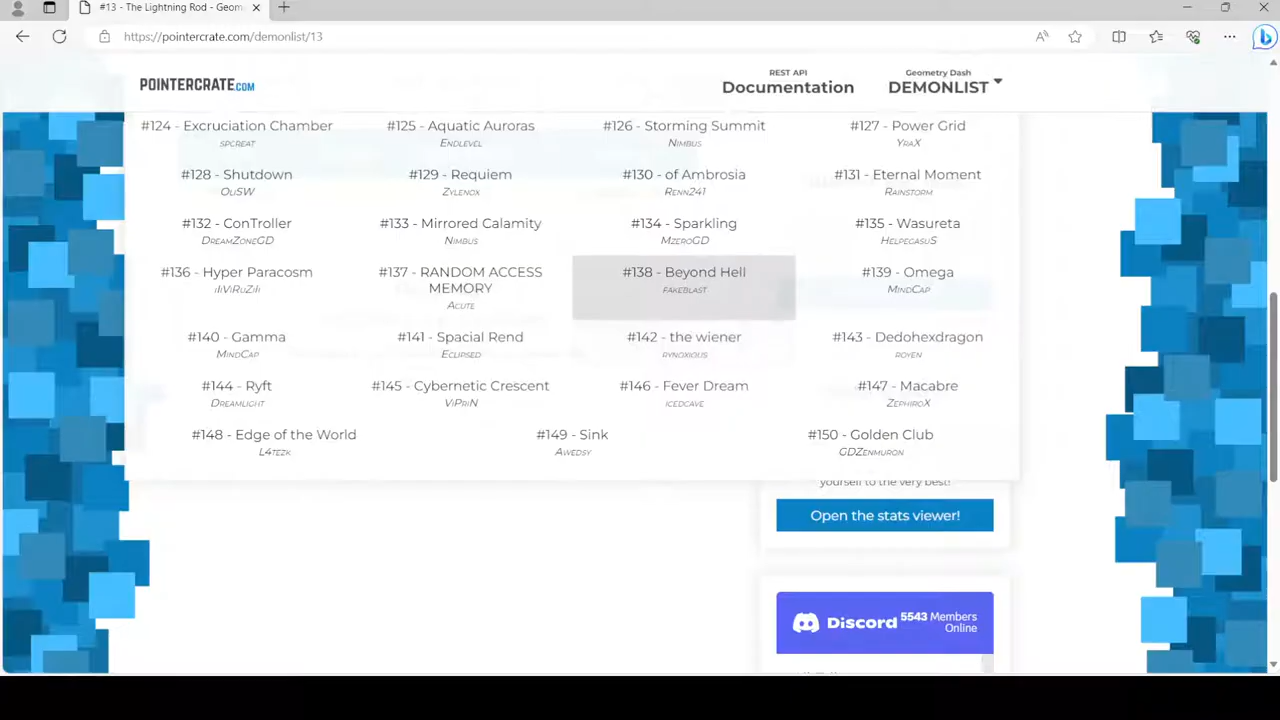 #13 - The Lightning Rod - Geom
https://pointercrate.com/demonlist/13
POINTERCRATE.COM
REST API
Documentation
Geometry Dash
DEMONLIST
#124 - Excruciation Chamber
SPCREAT
#125 - Aquatic Auroras
ENDLEVEL
#126 - Storming Summit
NIMBUS
#127 - Power Grid
YRAX
#128 - Shutdown
OLISW
#129 - Requiem
ZYLENOX
#130 - of Ambrosia
RENN241
#131 - Eternal Moment
RAINSTORM
#132 - ConTroller
DREAMZONEGD
#133 - Mirrored Calamity
NIMBUS
#134 - Sparkling
MZEROGD
#135 - Wasureta
HELPEGASUS
#136 - Hyper Paracosm
#137 - RANDOM ACCESS
MEMORY
ACUTE
#138 - Beyond Hell
FAKEBLAST
#139 - Omega
MINDCAP
#140 - Gamma
MINDCAP
#141 - Spacial Rend
ECLIPSED
#142 - the wiener
RYNOXIOUS
#143 - Dedohexdragon
ROYEN
#144 - Ryft
DREAMLIGHT
#145 - Cybernetic Crescent
VIPRIN
#146 - Fever Dream
ICEDCAVE
#147 - Macabre
ZEPHIROX
#148 - Edge of the World
L4TEZK
#149 - Sink
AWEDSY
#150 - Golden Club
GDZENMURON
yourself to the very best!
Open the stats viewer!
Discord 5543 Members
Online